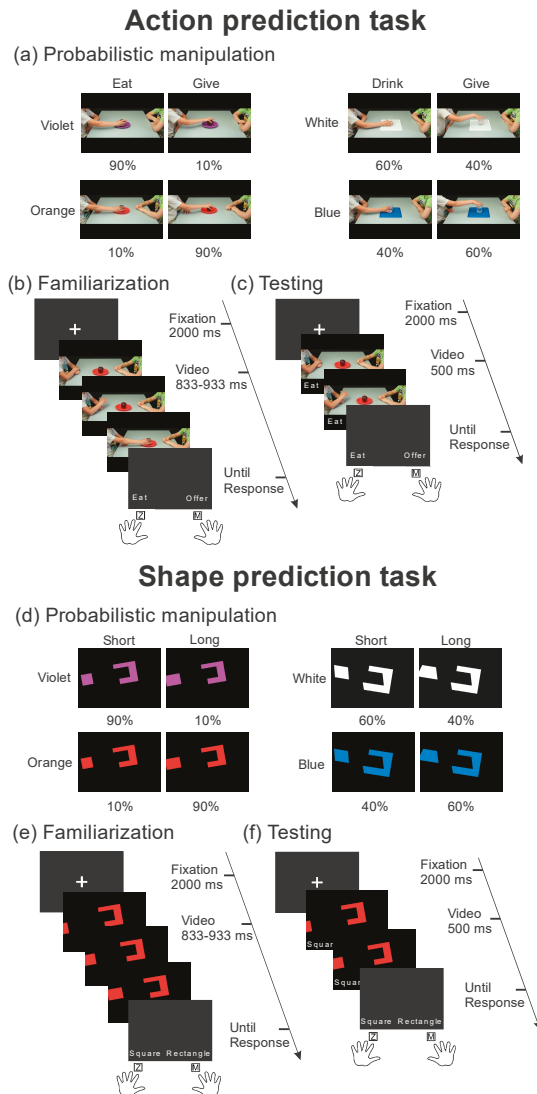 Action prediction task
(a) Probabilistic manipulation
Eat Give Drink Give
Violet White
90% 10% 60% 40%
Orange Blue
10% 90% 40% 60%
(b) Familiarization (c) Testing
Fixation
2000 ms
Video
833-933 ms
Until
Response
Eat Offer
Z M
Fixation
2000 ms
Video
500 ms
Until
Response
Eat
Eat
Eat Offer
Z M
Shape prediction task
(d) Probabilistic manipulation
Short Long Short Long
Violet White
90% 10% 60% 40%
Orange Blue
10% 90% 40% 60%
(e) Familiarization (f) Testing
Fixation
2000 ms
Video
833-933 ms
Until
Response
Square Rectangle
Z M
Fixation
2000 ms
Video
500 ms
Until
Response
Squar
Squar
Square Rectangle
Z M